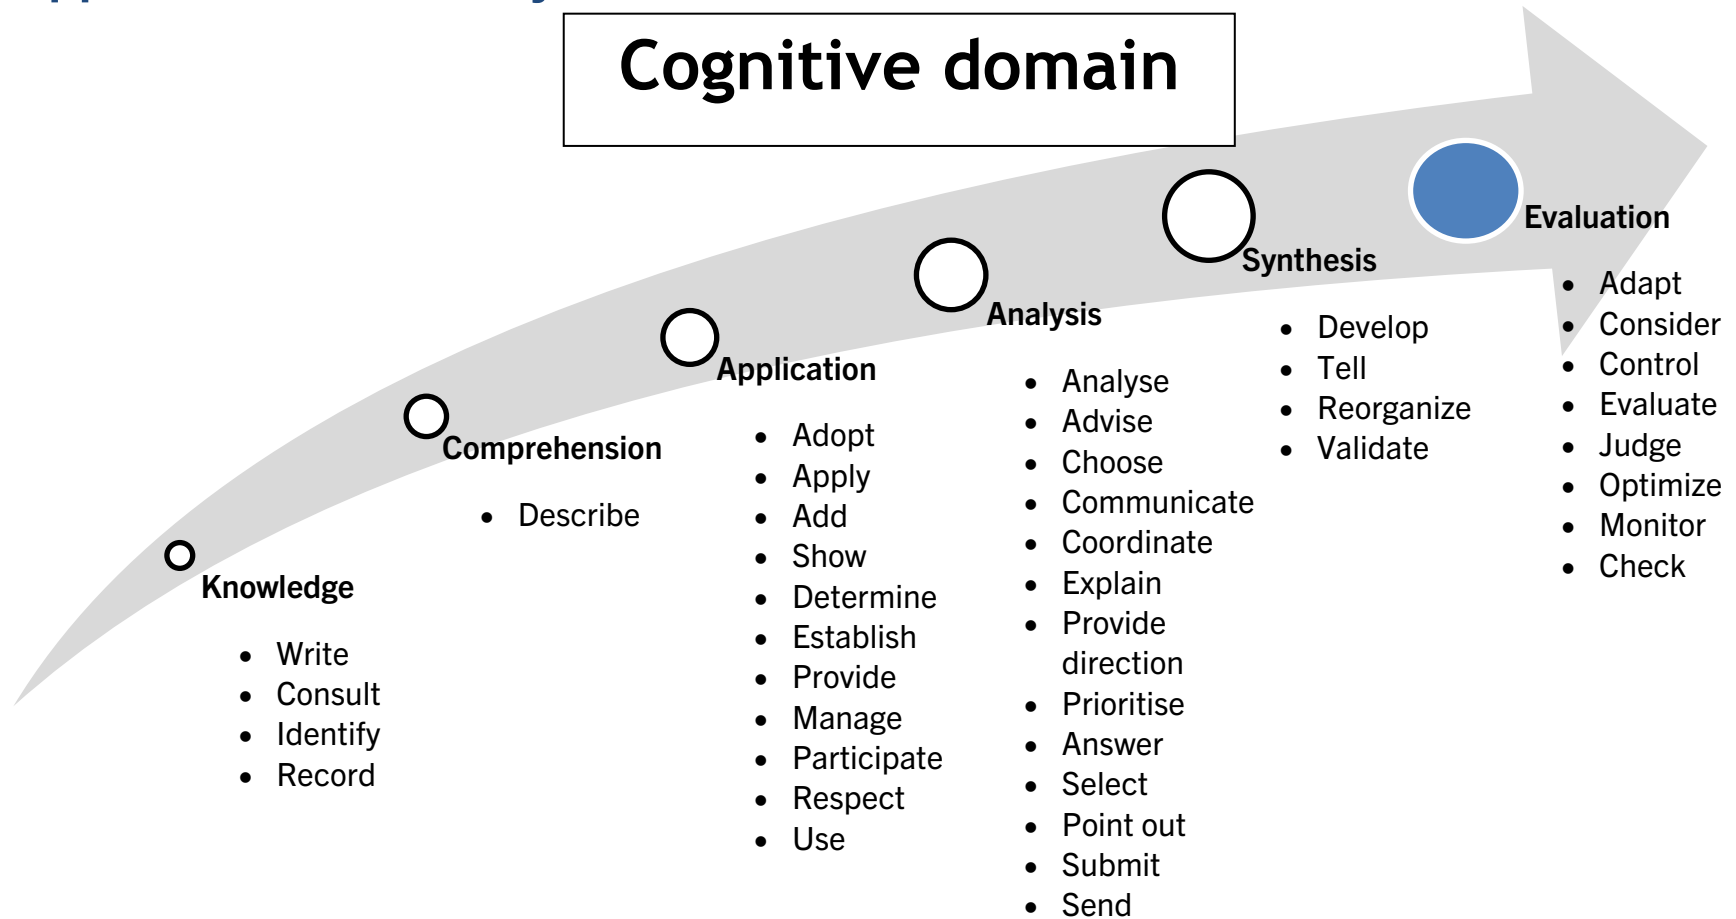 Cognitive domain
Knowledge
• Write
• Consult
• Identify
• Record
Comprehension
• Describe
Application
• Adopt
• Apply
• Add
• Show
• Determine
• Establish
• Provide
• Manage
• Participate
• Respect
• Use
Analysis
• Analyse
• Advise
• Choose
• Communicate
• Coordinate
• Explain
• Provide
direction
• Prioritise
• Answer
• Select
• Point out
• Submit
• Send
Synthesis
• Develop
• Tell
• Reorganize
• Validate
Evaluation
• Adapt
• Consider
• Control
• Evaluate
• Judge
• Optimize
• Monitor
• Check